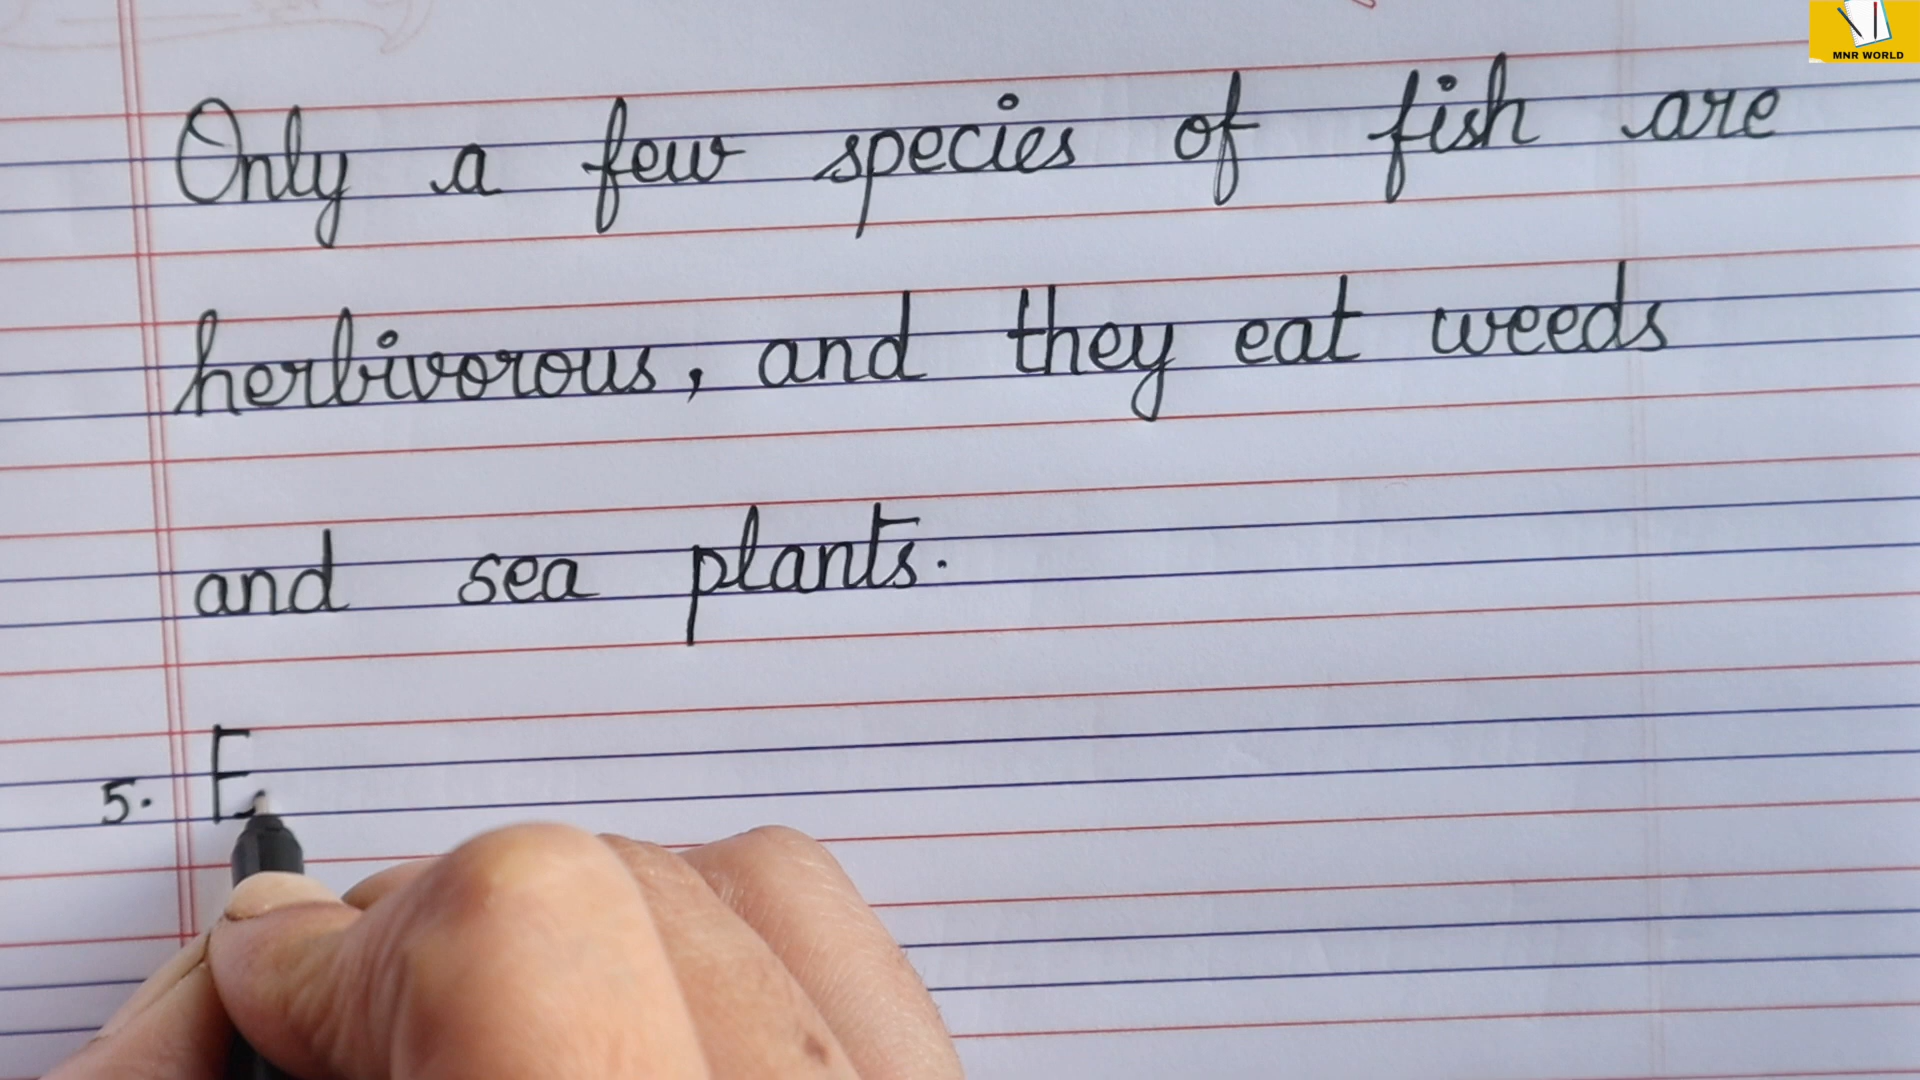 MNR WORLD
Only a few species of fish are
herbivorous, and they eat weeds
and sea plants.
5. E